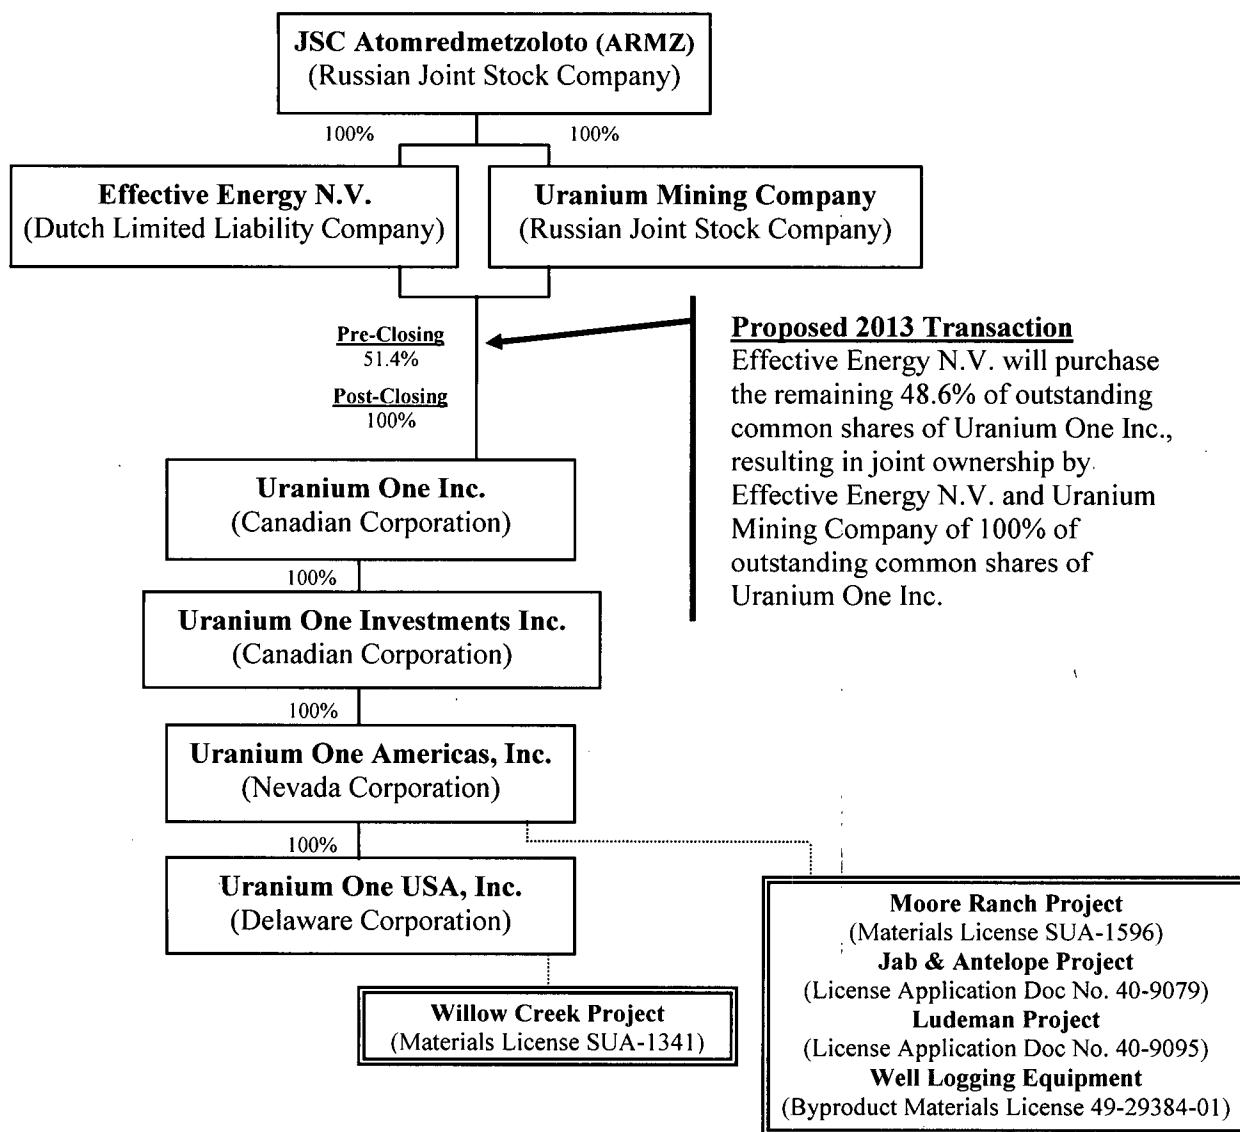 JSC Atomredmetzoloto (ARMZ)
(Russian Joint Stock Company)
100%
100%
Effective Energy N.V.
(Dutch Limited Liability Company)
Uranium Mining Company
(Russian Joint Stock Company)
Pre-Closing
51.4%
Post-Closing
100%
Proposed 2013 Transaction
Effective Energy N.V. will purchase
the remaining 48.6% of outstanding
common shares of Uranium One Inc.,
resulting in joint ownership by
Effective Energy N.V. and Uranium
Mining Company of 100% of
outstanding common shares of
Uranium One Inc.
Uranium One Inc.
(Canadian Corporation)
100%
Uranium One Investments Inc.
(Canadian Corporation)
100%
Uranium One Americas, Inc.
(Nevada Corporation)
100%
Uranium One USA, Inc.
(Delaware Corporation)
Willow Creek Project
(Materials License SUA-1341)
Moore Ranch Project
(Materials License SUA-1596)
Jab & Antelope Project
(License Application Doc No. 40-9079)
Ludeman Project
(License Application Doc No. 40-9095)
Well Logging Equipment
(Byproduct Materials License 49-29384-01)